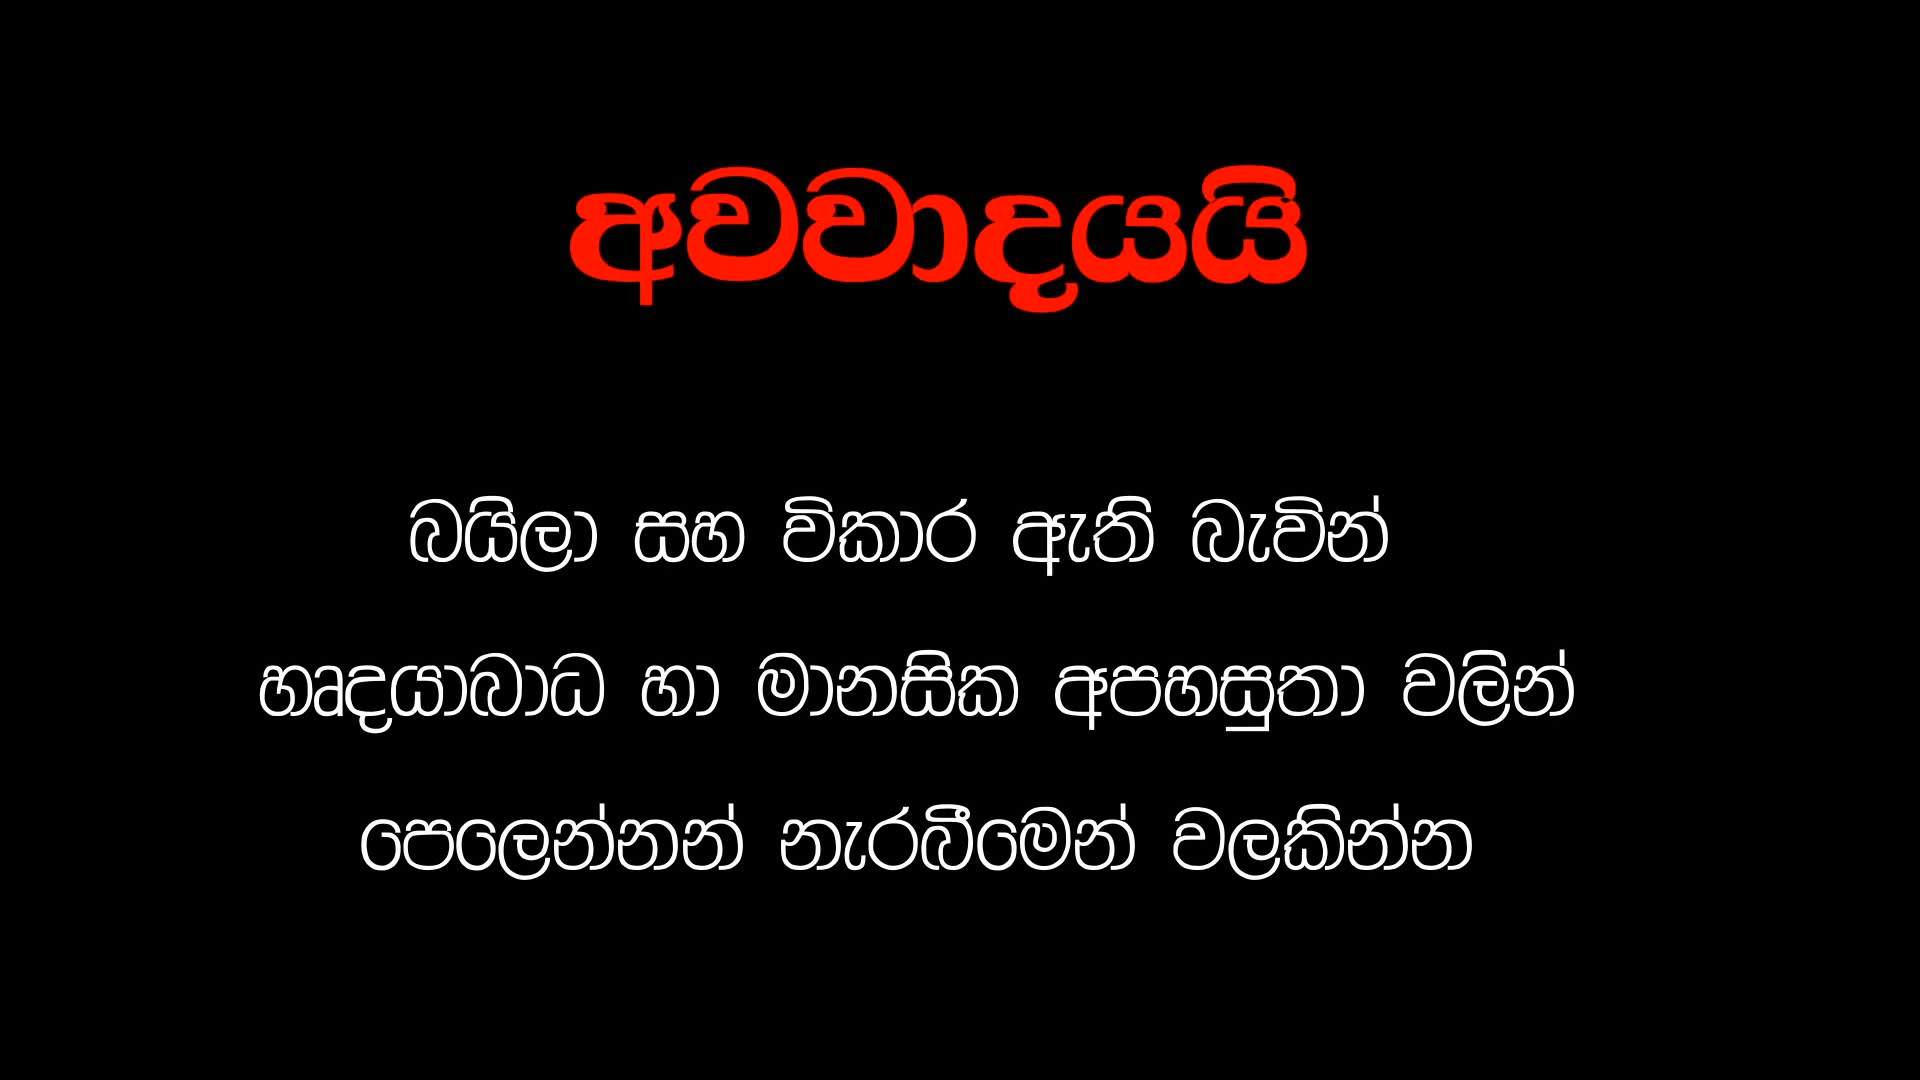 අවවාදයයි
බයිලා සහ විකාර ඇති බැවින්
හෘදයාබාධ හා මානසික අපහසුතා වලින්
පෙලෙන්නන් නැරබීමෙන් වලකින්න